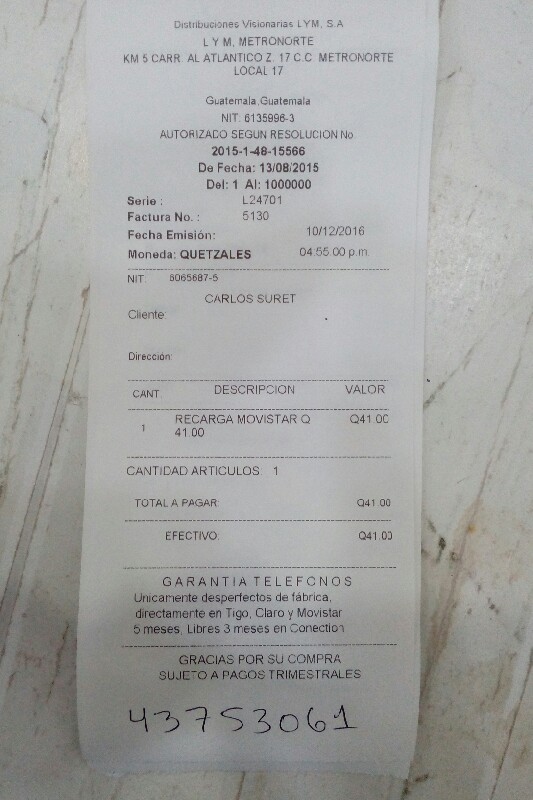 Distribuciones Visionarias LYM, S.A
L Y M, METRONORTE
KM 5 CARR. AL ATLANTICO Z. 17 C.C. METRONORTE
LOCAL 17
Guatemala,Guatemala
NIT: 6135996-3
AUTORIZADO SEGUN RESOLUCION No.
2015-1-48-15566
De Fecha: 13/08/2015
Del: 1 Al: 1000000
Serie : L24701
Factura No. : 5130
Fecha Emisión: 10/12/2016
Moneda: QUETZALES 04:55:00 p.m.
NIT: 6065687-5
CARLOS SURET
Cliente:
Dirección:
CANT. DESCRIPCION VALOR
1 RECARGA MOVISTAR Q Q41.00
41.00
CANTIDAD ARTICULOS: 1
TOTAL A PAGAR: Q41.00
EFECTIVO: Q41.00
GARANTIA TELEFONOS
Unicamente desperfectos de fábrica,
directamente en Tigo, Claro y Movistar
5 meses, Libres 3 meses en Conection
GRACIAS POR SU COMPRA
SUJETO A PAGOS TRIMESTRALES
43753061